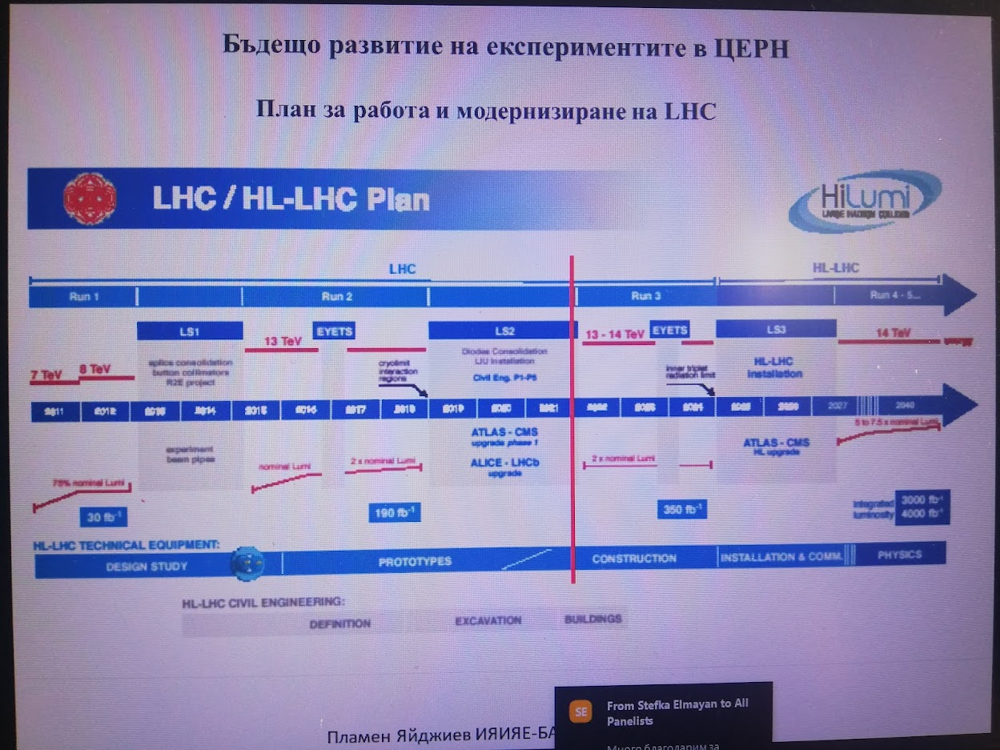 Бъдещо развитие на експериментите в ЦЕРН
План за работа и модернизиране на LHC
LHC / HL-LHC Plan
HiLumi
LARGE HADRON COLLIDER
LHC
HL-LHC
Run 1
Run 2
Run 3
Run 4 - 5...
LS1
EYETS
LS2
EYETS
LS3
7 TeV
8 TeV
13 TeV
13 - 14 TeV
14 TeV
splice consolidation
button collimators
R2E project
cryolimit
interaction
regions
Diodes Consolidation
LIU Installation
Civil Eng. P1-P5
inner triplet
radiation limit
HL-LHC
installation
2011
2012
2014
2015
2016
2017
2018
2019
2020
2021
2027
2040
experiment
beam pipes
ATLAS - CMS
upgrade phase 1
ALICE - LHCb
upgrade
ATLAS - CMS
HL upgrade
5 to 7.5 x nominal Lumi
75% nominal Lumi
nominal Lumi
2 x nominal Lumi
2 x nominal Lumi
30 fb⁻¹
190 fb⁻¹
350 fb⁻¹
integrated
luminosity
3000 fb⁻¹
4000 fb⁻¹
HL-LHC TECHNICAL EQUIPMENT:
DESIGN STUDY
PROTOTYPES
CONSTRUCTION
INSTALLATION & COMM.
PHYSICS
HL-LHC CIVIL ENGINEERING:
DEFINITION
EXCAVATION
BUILDINGS
Пламен Яйджиев ИЯИЯЕ-БА
SE
From Stefka Elmayan to All
Panelists
Много благодарим за